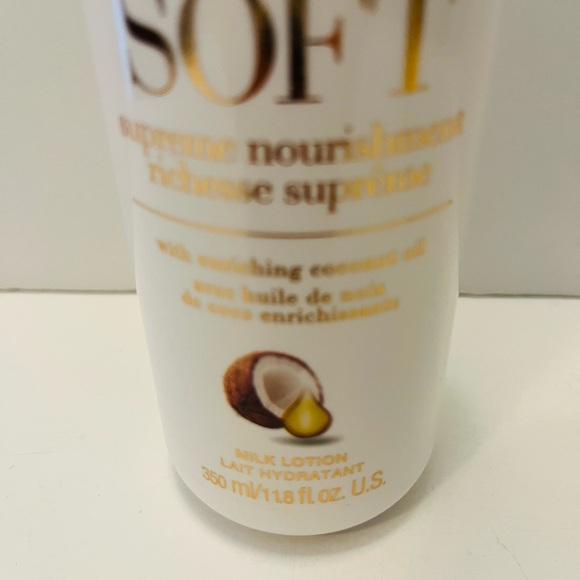 SOFT
supreme nourishment
richesse suprême
with enriching coconut oil
avec huile de noix
de coco enrichissante
MILK LOTION
LAIT HYDRATANT
350 ml/11.8 fl. oz. U.S.